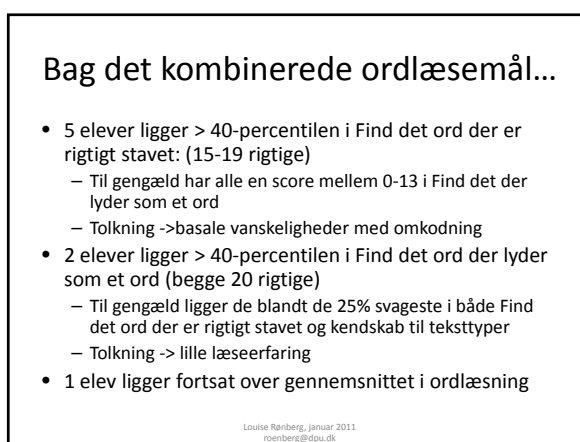 Bag det kombinerede ordlæsemål…
• 5 elever ligger > 40-percentilen i Find det ord der er
rigtigt stavet: (15-19 rigtige)
– Til gengæld har alle en score mellem 0-13 i Find det der
lyder som et ord
– Tolkning ->basale vanskeligheder med omkodning
• 2 elever ligger > 40-percentilen i Find det ord der lyder
som et ord (begge 20 rigtige)
– Til gengæld ligger de blandt de 25% svageste i både Find
det ord der er rigtigt stavet og kendskab til teksttyper
– Tolkning -> lille læseerfaring
• 1 elev ligger fortsat over gennemsnittet i ordlæsning
Louise Rønberg, januar 2011
roenberg@dpu.dk